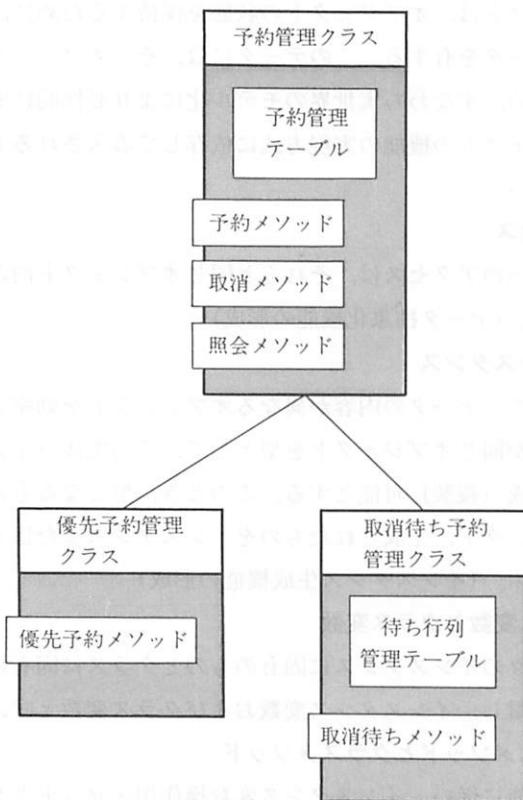 予約管理クラス
予約管理
テーブル
予約メソッド
取消メソッド
照会メソッド
優先予約管理
クラス
優先予約メソッド
取消待ち予約
管理クラス
待ち行列
管理テーブル
取消待ちメソッド